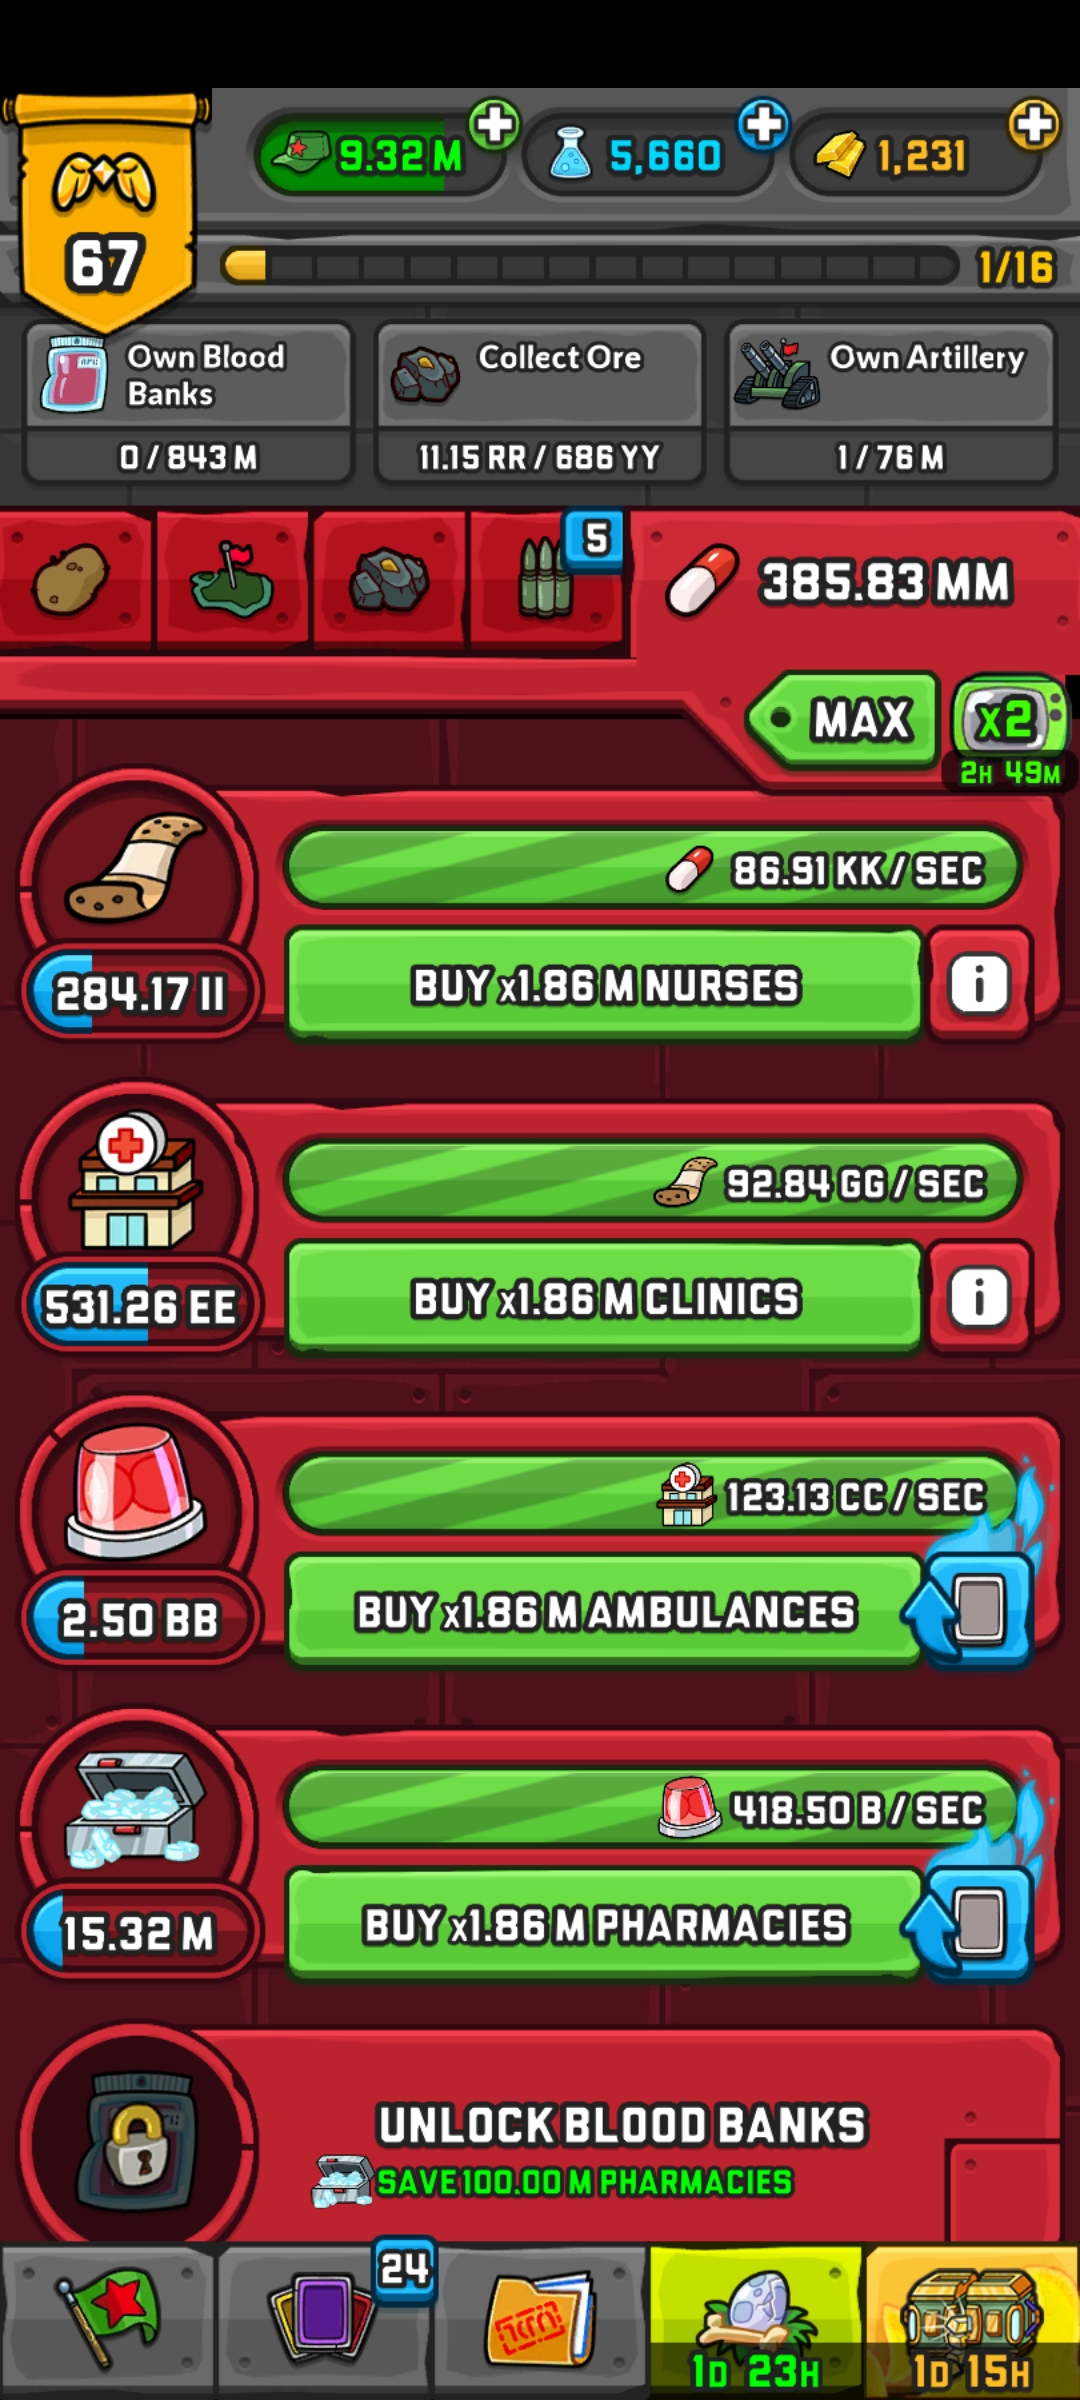 9.32 M
5,660
1,231
67
1/16
Own Blood
Banks
0 / 843 M
Collect Ore
11.15 RR / 686 YY
Own Artillery
1 / 76 M
5
385.83 MM
MAX
x2
2H 49M
86.91 KK / SEC
284.17 II
BUY x1.86 M NURSES
i
92.84 GG / SEC
531.26 EE
BUY x1.86 M CLINICS
i
123.13 CC / SEC
2.50 BB
BUY x1.86 M AMBULANCES
418.50 B / SEC
15.32 M
BUY x1.86 M PHARMACIES
UNLOCK BLOOD BANKS
SAVE 100.00 M PHARMACIES
24
1D 23H
1D 15H